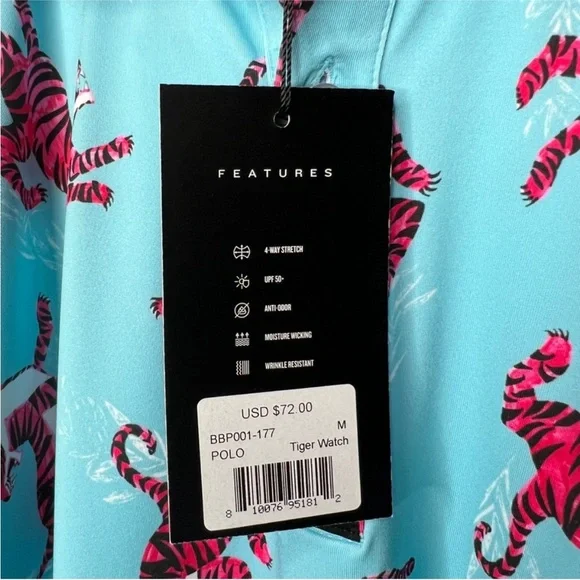 FEATURES
4-WAY STRETCH
UPF 50+
ANTI-ODOR
MOISTURE WICKING
WRINKLE RESISTANT
USD $72.00
BBP001-177 M
POLO Tiger Watch
8 10076 95181 2